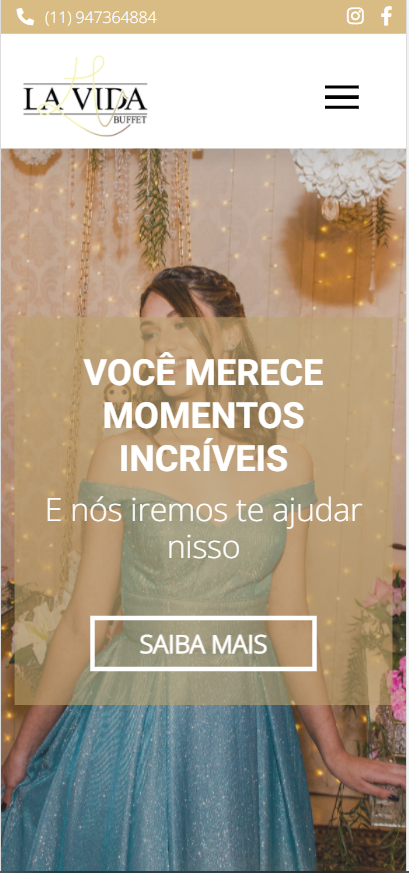 (11) 947364884
LA VIDA
BUFFET
VOCÊ MERECE
MOMENTOS
INCRÍVEIS
E nós iremos te ajudar
nisso
SAIBA MAIS